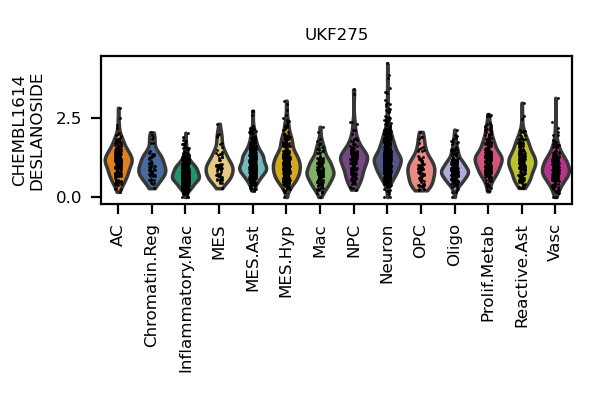 UKF275
CHEMBL1614
DESLANOSIDE
2.5
0.0
AC
Chromatin.Reg
Inflammatory.Mac
MES
MES.Ast
MES.Hyp
Mac
NPC
Neuron
OPC
Oligo
Prolif.Metab
Reactive.Ast
Vasc